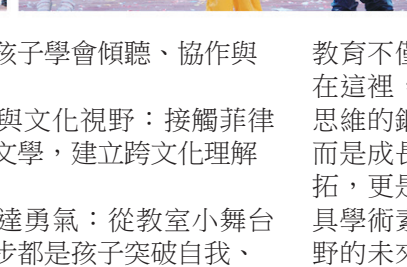 孩子學會傾聽、協作與
與文化視野：接觸菲律
文學，建立跨文化理解
達勇氣：從教室小舞台
步都是孩子突破自我、
教育不僅
在這裡，
思維的鍛
而是成長
拓，更是
具學術素
野的未來